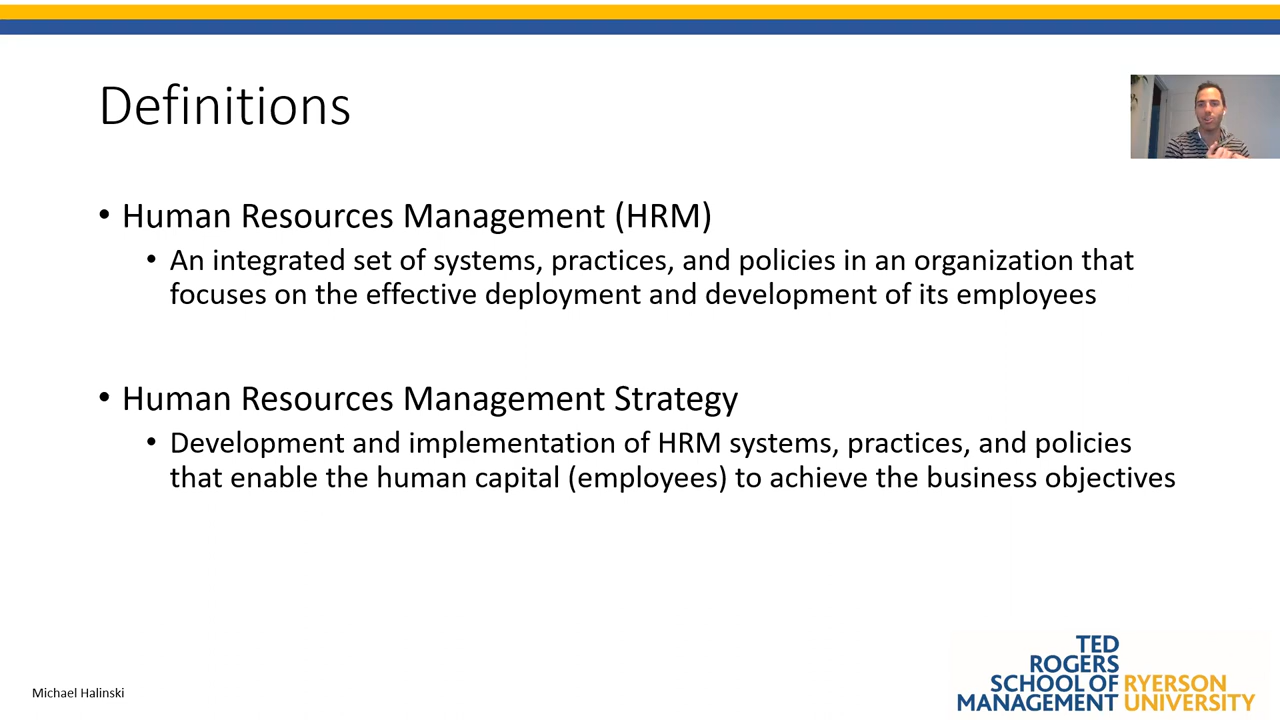 Definitions
• Human Resources Management (HRM)
• An integrated set of systems, practices, and policies in an organization that
focuses on the effective deployment and development of its employees
• Human Resources Management Strategy
• Development and implementation of HRM systems, practices, and policies
that enable the human capital (employees) to achieve the business objectives
Michael Halinski
TED
ROGERS
SCHOOL OF RYERSON
MANAGEMENT UNIVERSITY